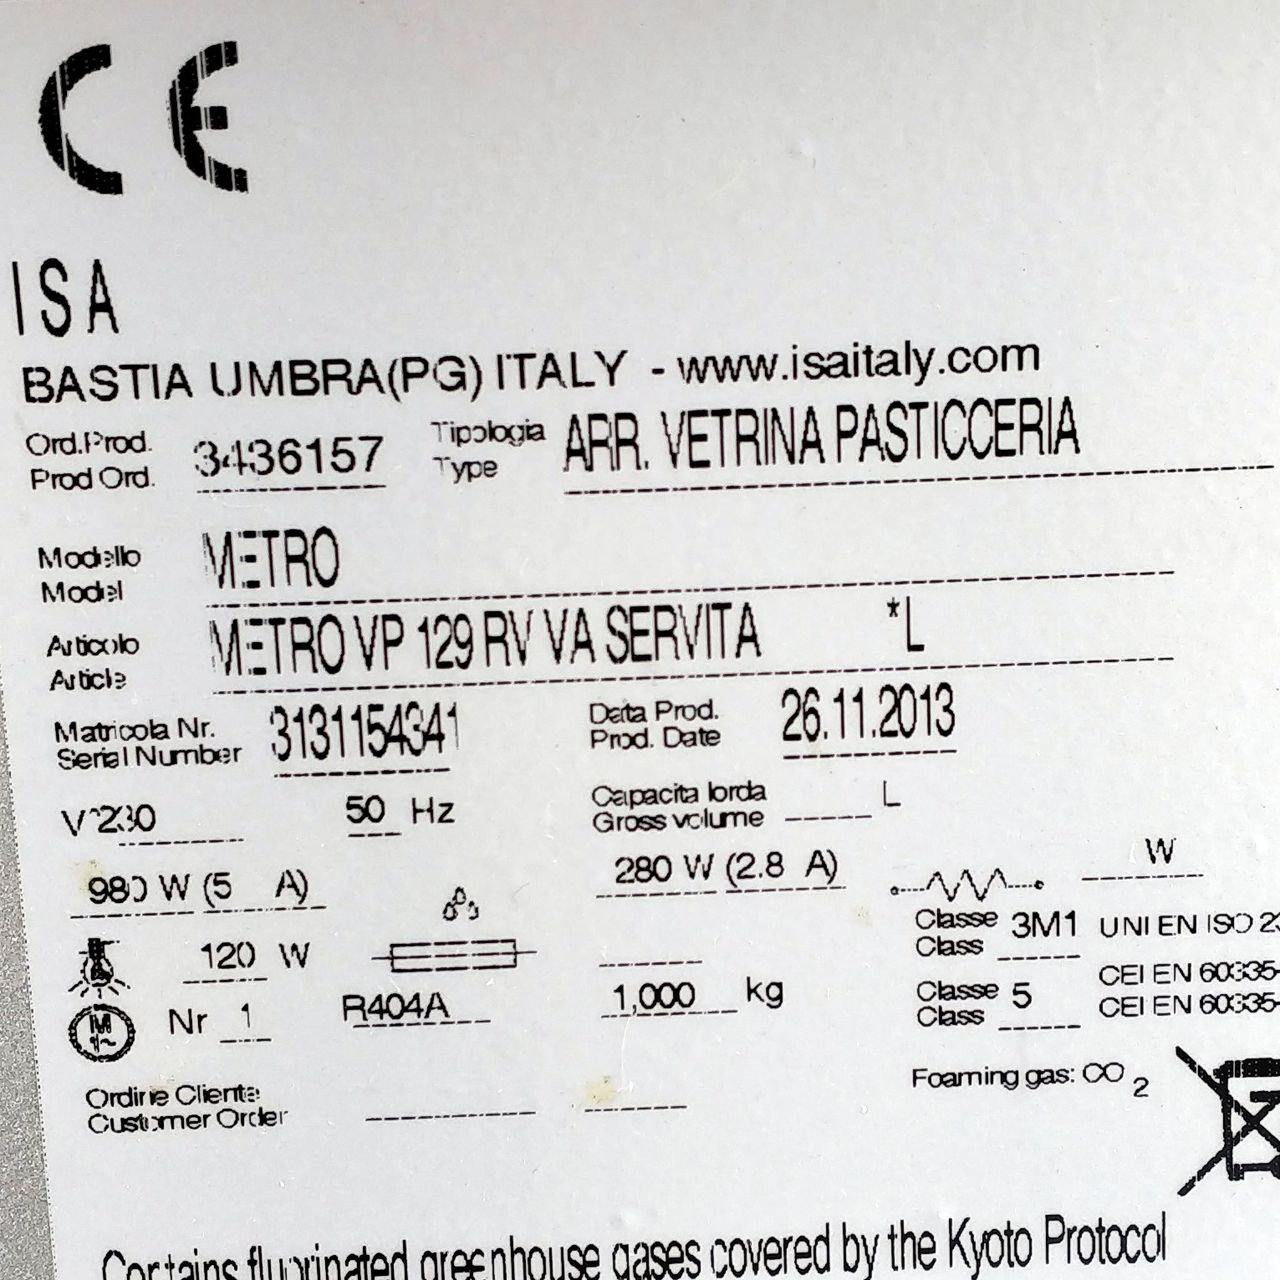 CE
ISA
BASTIA UMBRA(PG) ITALY - www.isaitaly.com
Ord.Prod.
Prod Ord. 3436157 Tipologia
Type ARR. VETRINA PASTICCERIA
Modello
Model METRO
Articolo
Article METRO VP 129 RV VA SERVITA *L
Matricola Nr.
Serial Number 3131154341 Data Prod.
Prod. Date 26.11.2013
V~230 50 Hz Capacita lorda
Gross volume L
980 W (5 A) 280 W (2.8 A) W
120 W Classe
Class 3M1 UNI EN ISO
M
1~ Nr 1 R404A 1,000 kg Classe
Class 5 CEI EN 60335-
CEI EN 60335-
Foaming gas: CO2
Ordine Cliente
Customer Order
Contains fluorinated greenhouse gases covered by the Kyoto Protocol